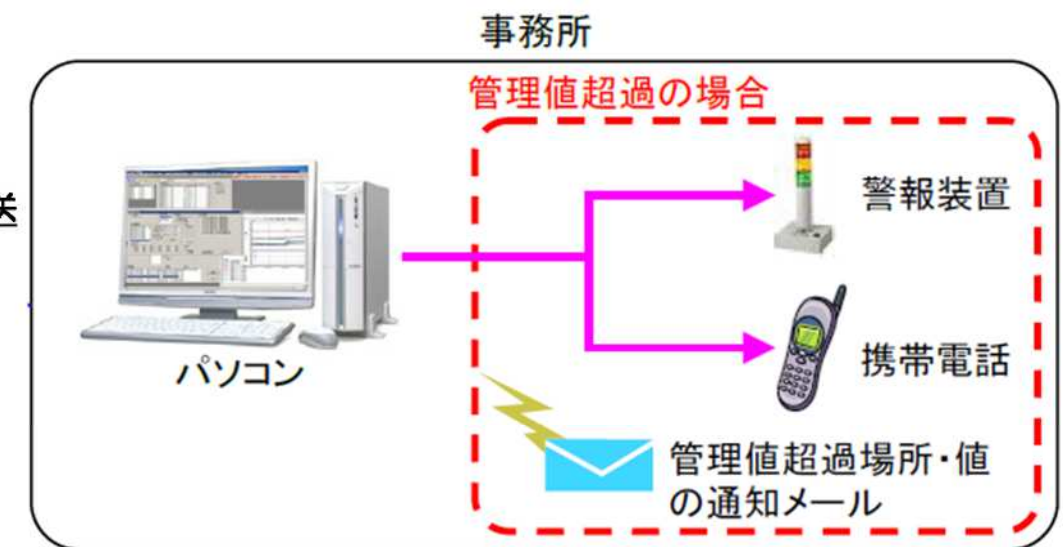 事務所
管理値超過の場合
警報装置
送
パソコン
携帯電話
管理値超過場所・値
の通知メール